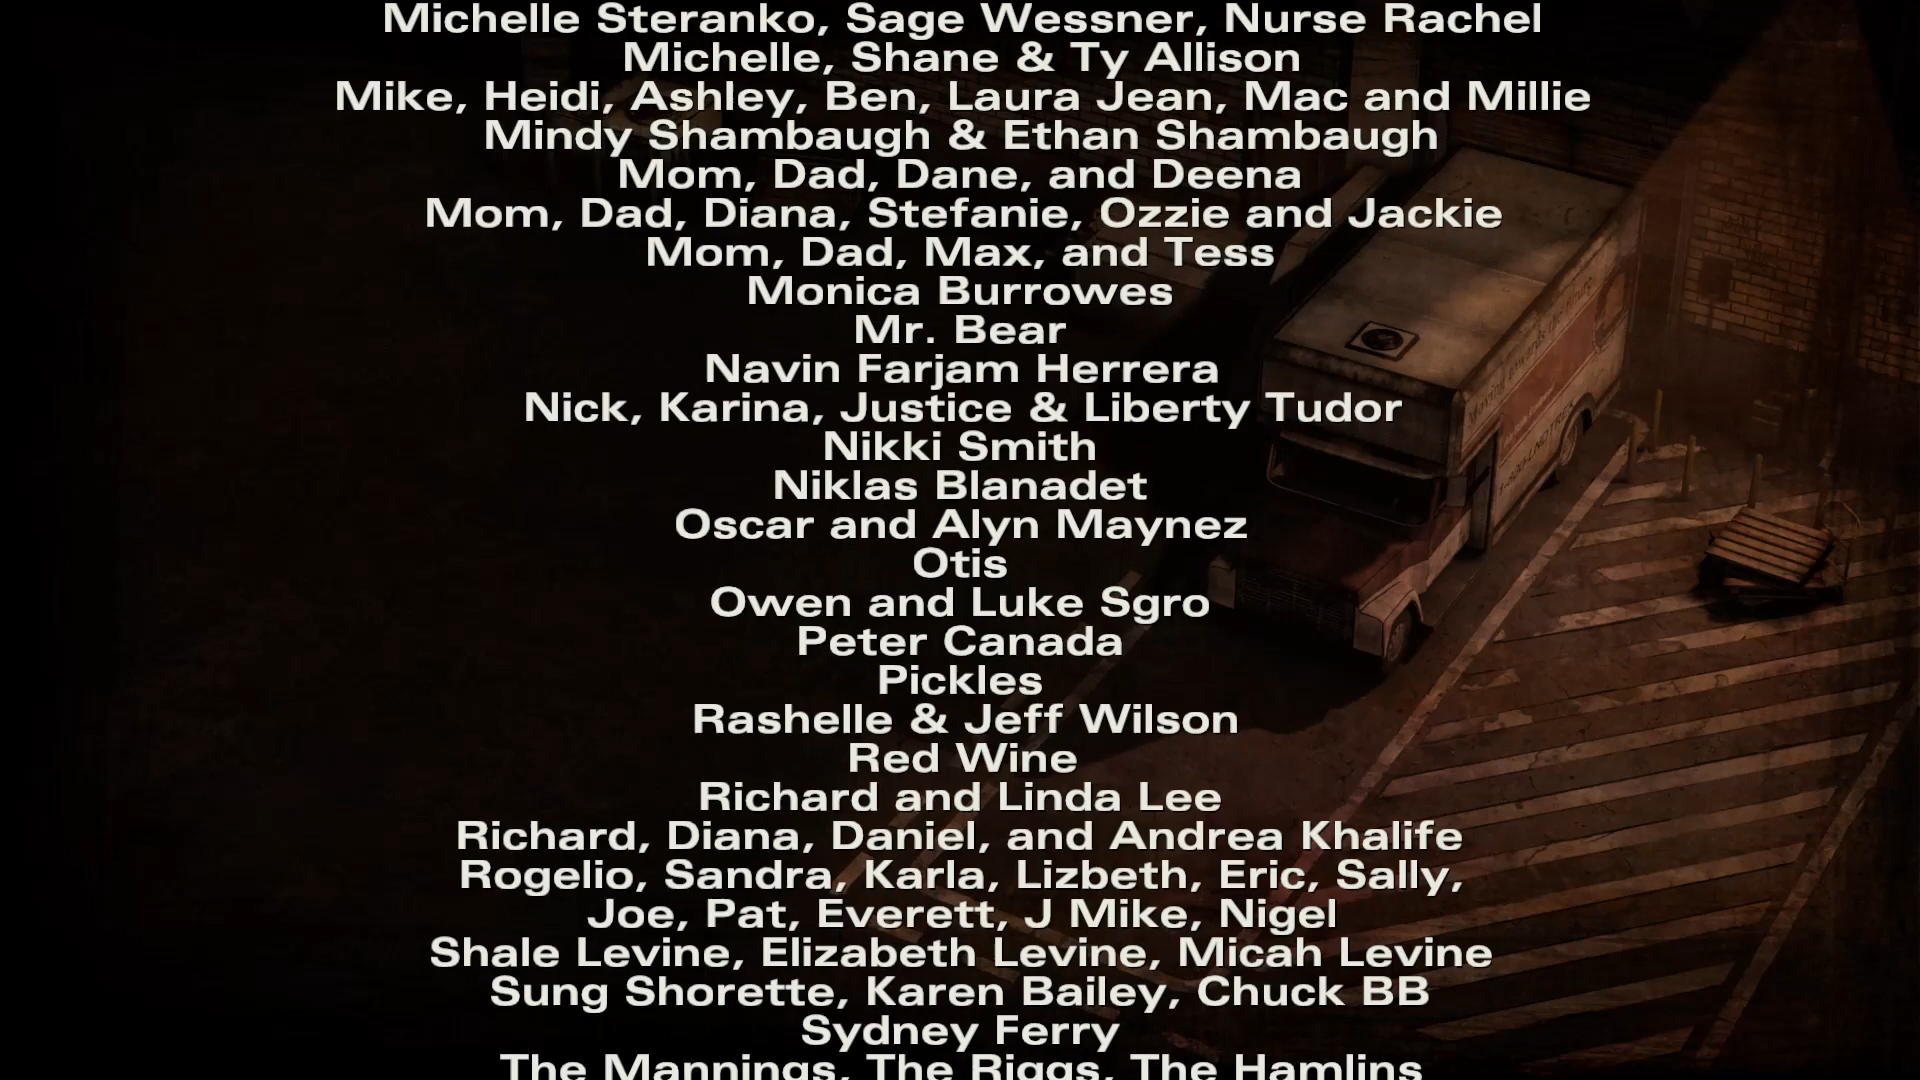 Michelle Steranko, Sage Wessner, Nurse Rachel
Michelle, Shane & Ty Allison
Mike, Heidi, Ashley, Ben, Laura Jean, Mac and Millie
Mindy Shambaugh & Ethan Shambaugh
Mom, Dad, Dane, and Deena
Mom, Dad, Diana, Stefanie, Ozzie and Jackie
Mom, Dad, Max, and Tess
Monica Burrowes
Mr. Bear
Navin Farjam Herrera
Nick, Karina, Justice & Liberty Tudor
Nikki Smith
Niklas Blanadet
Oscar and Alyn Maynez
Otis
Owen and Luke Sgro
Peter Canada
Pickles
Rashelle & Jeff Wilson
Red Wine
Richard and Linda Lee
Richard, Diana, Daniel, and Andrea Khalife
Rogelio, Sandra, Karla, Lizbeth, Eric, Sally,
Joe, Pat, Everett, J Mike, Nigel
Shale Levine, Elizabeth Levine, Micah Levine
Sung Shorette, Karen Bailey, Chuck BB
Sydney Ferry
The Mannings, The Riggs, The Hamlins